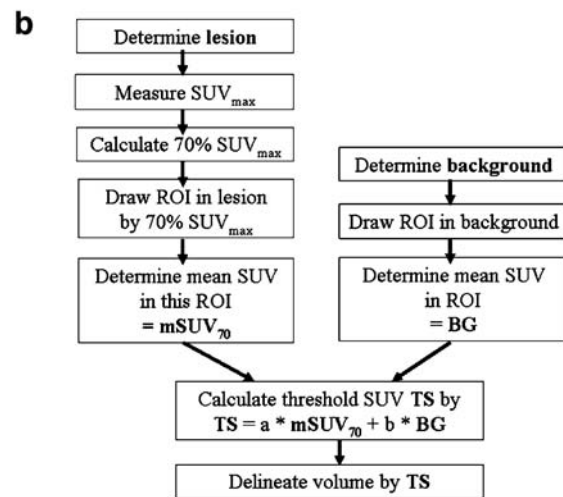 b
Determine lesion
Measure SUVmax
Calculate 70% SUVmax
Draw ROI in lesion
by 70% SUVmax
Determine mean SUV
in this ROI
= mSUV70
Determine background
Draw ROI in background
Determine mean SUV
in ROI
= BG
Calculate threshold SUV TS by
TS = a * mSUV70 + b * BG
Delineate volume by TS